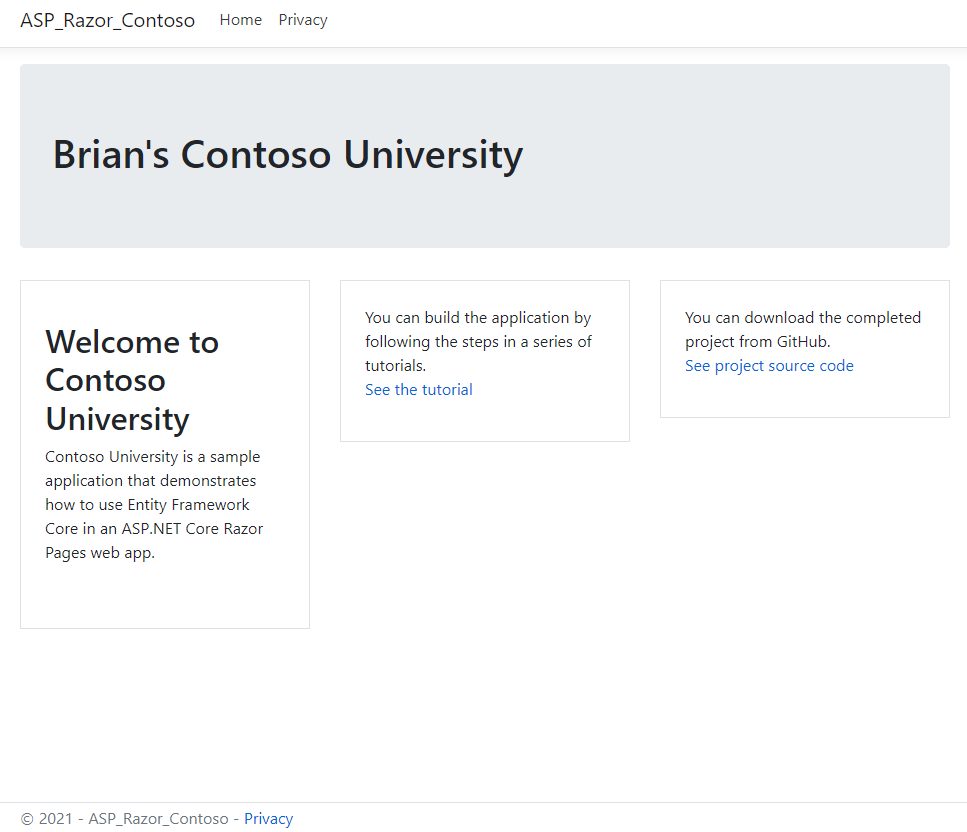 ASP_Razor_Contoso Home Privacy
Brian's Contoso University
Welcome to
Contoso
University
Contoso University is a sample
application that demonstrates
how to use Entity Framework
Core in an ASP.NET Core Razor
Pages web app.
You can build the application by
following the steps in a series of
tutorials.
See the tutorial
You can download the completed
project from GitHub.
See project source code
© 2021 - ASP_Razor_Contoso - Privacy